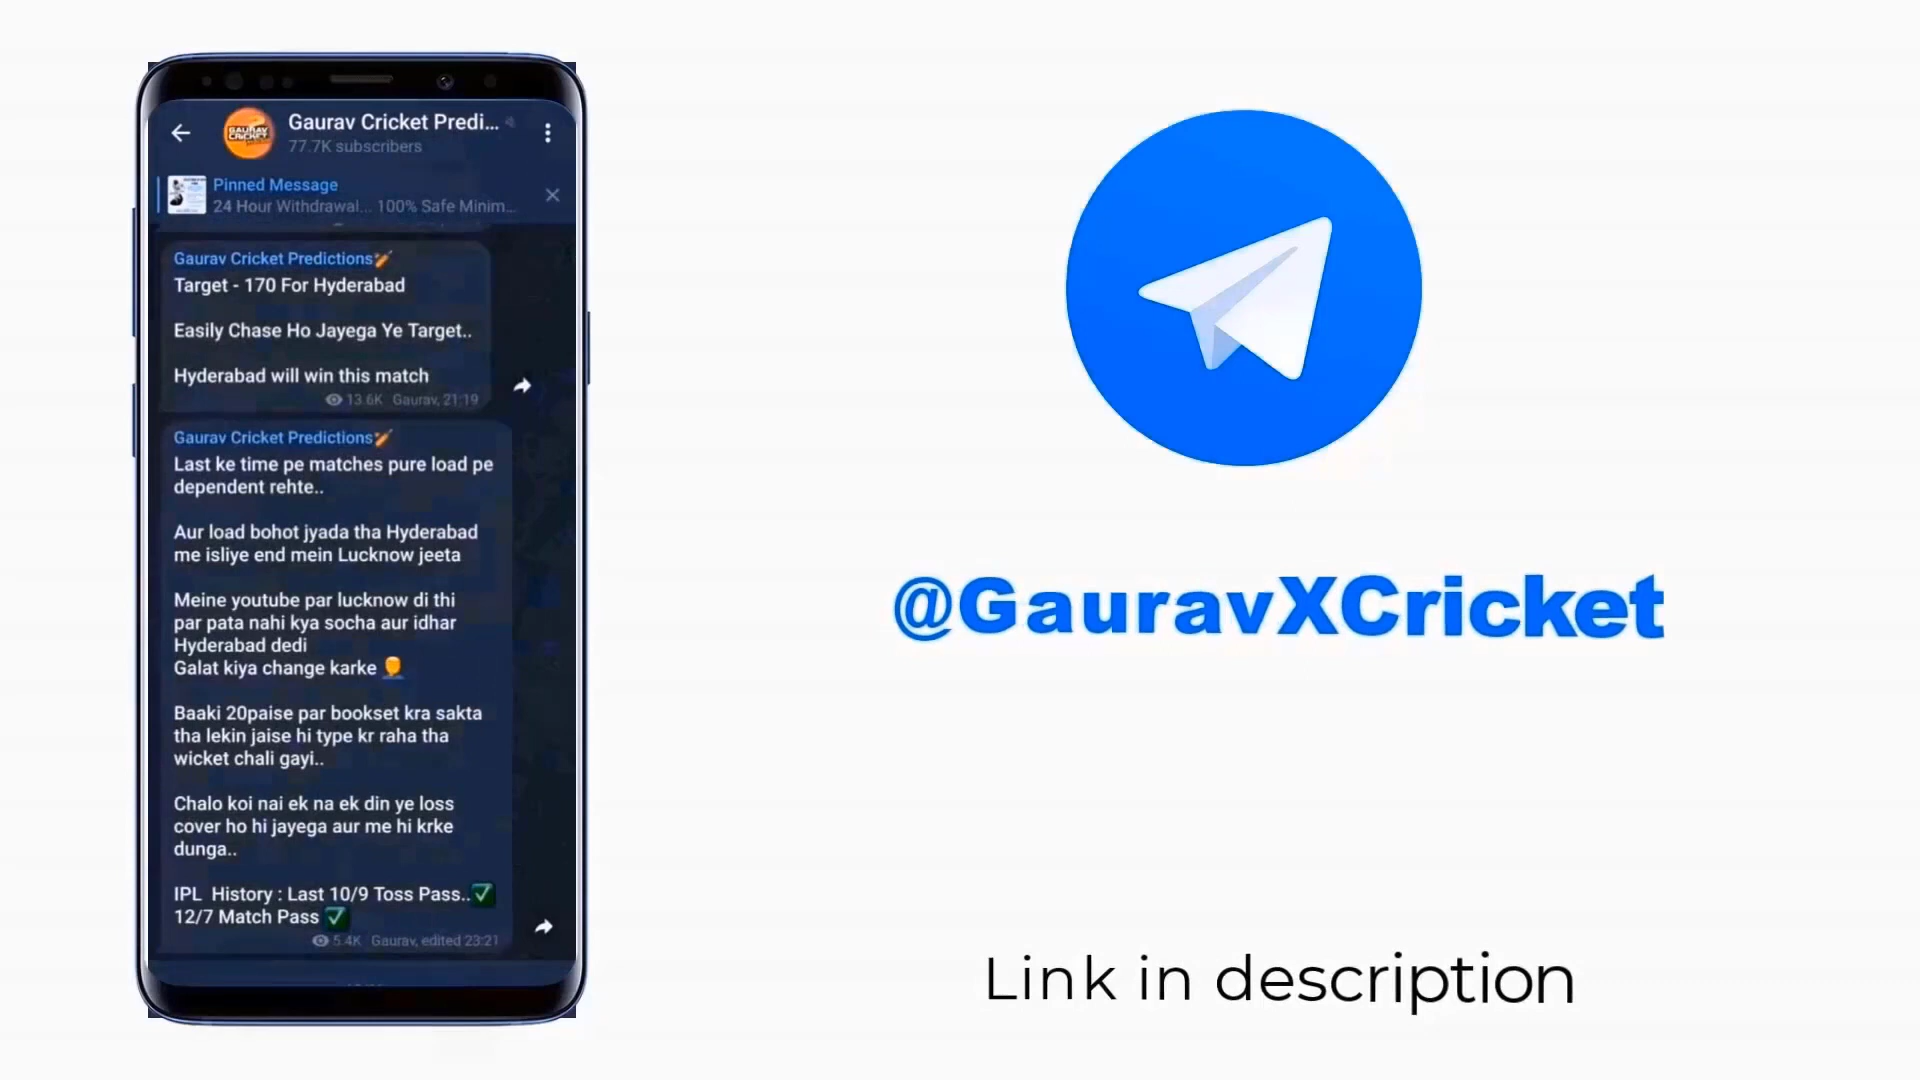 GAURAV
CRICKET
Gaurav Cricket Predi...
77.7K subscribers
Pinned Message
24 Hour Withdrawal... 100% Safe Minim...
Gaurav Cricket Predictions
Target - 170 For Hyderabad
Easily Chase Ho Jayega Ye Target..
Hyderabad will win this match
13.6K Gaurav, 21:19
Gaurav Cricket Predictions
Last ke time pe matches pure load pe
dependent rehte..
Aur load bohot jyada tha Hyderabad
me isliye end mein Lucknow jeeta
Meine youtube par lucknow di thi
par pata nahi kya socha aur idhar
Hyderabad dedi
Galat kiya change karke
Baaki 20paise par bookset kra sakta
tha lekin jaise hi type kr raha tha
wicket chali gayi..
Chalo koi nai ek na ek din ye loss
cover ho hi jayega aur me hi krke
dunga..
IPL History : Last 10/9 Toss Pass..
12/7 Match Pass
5.4K Gaurav, edited 23:21
@GauravXCricket
Link in description